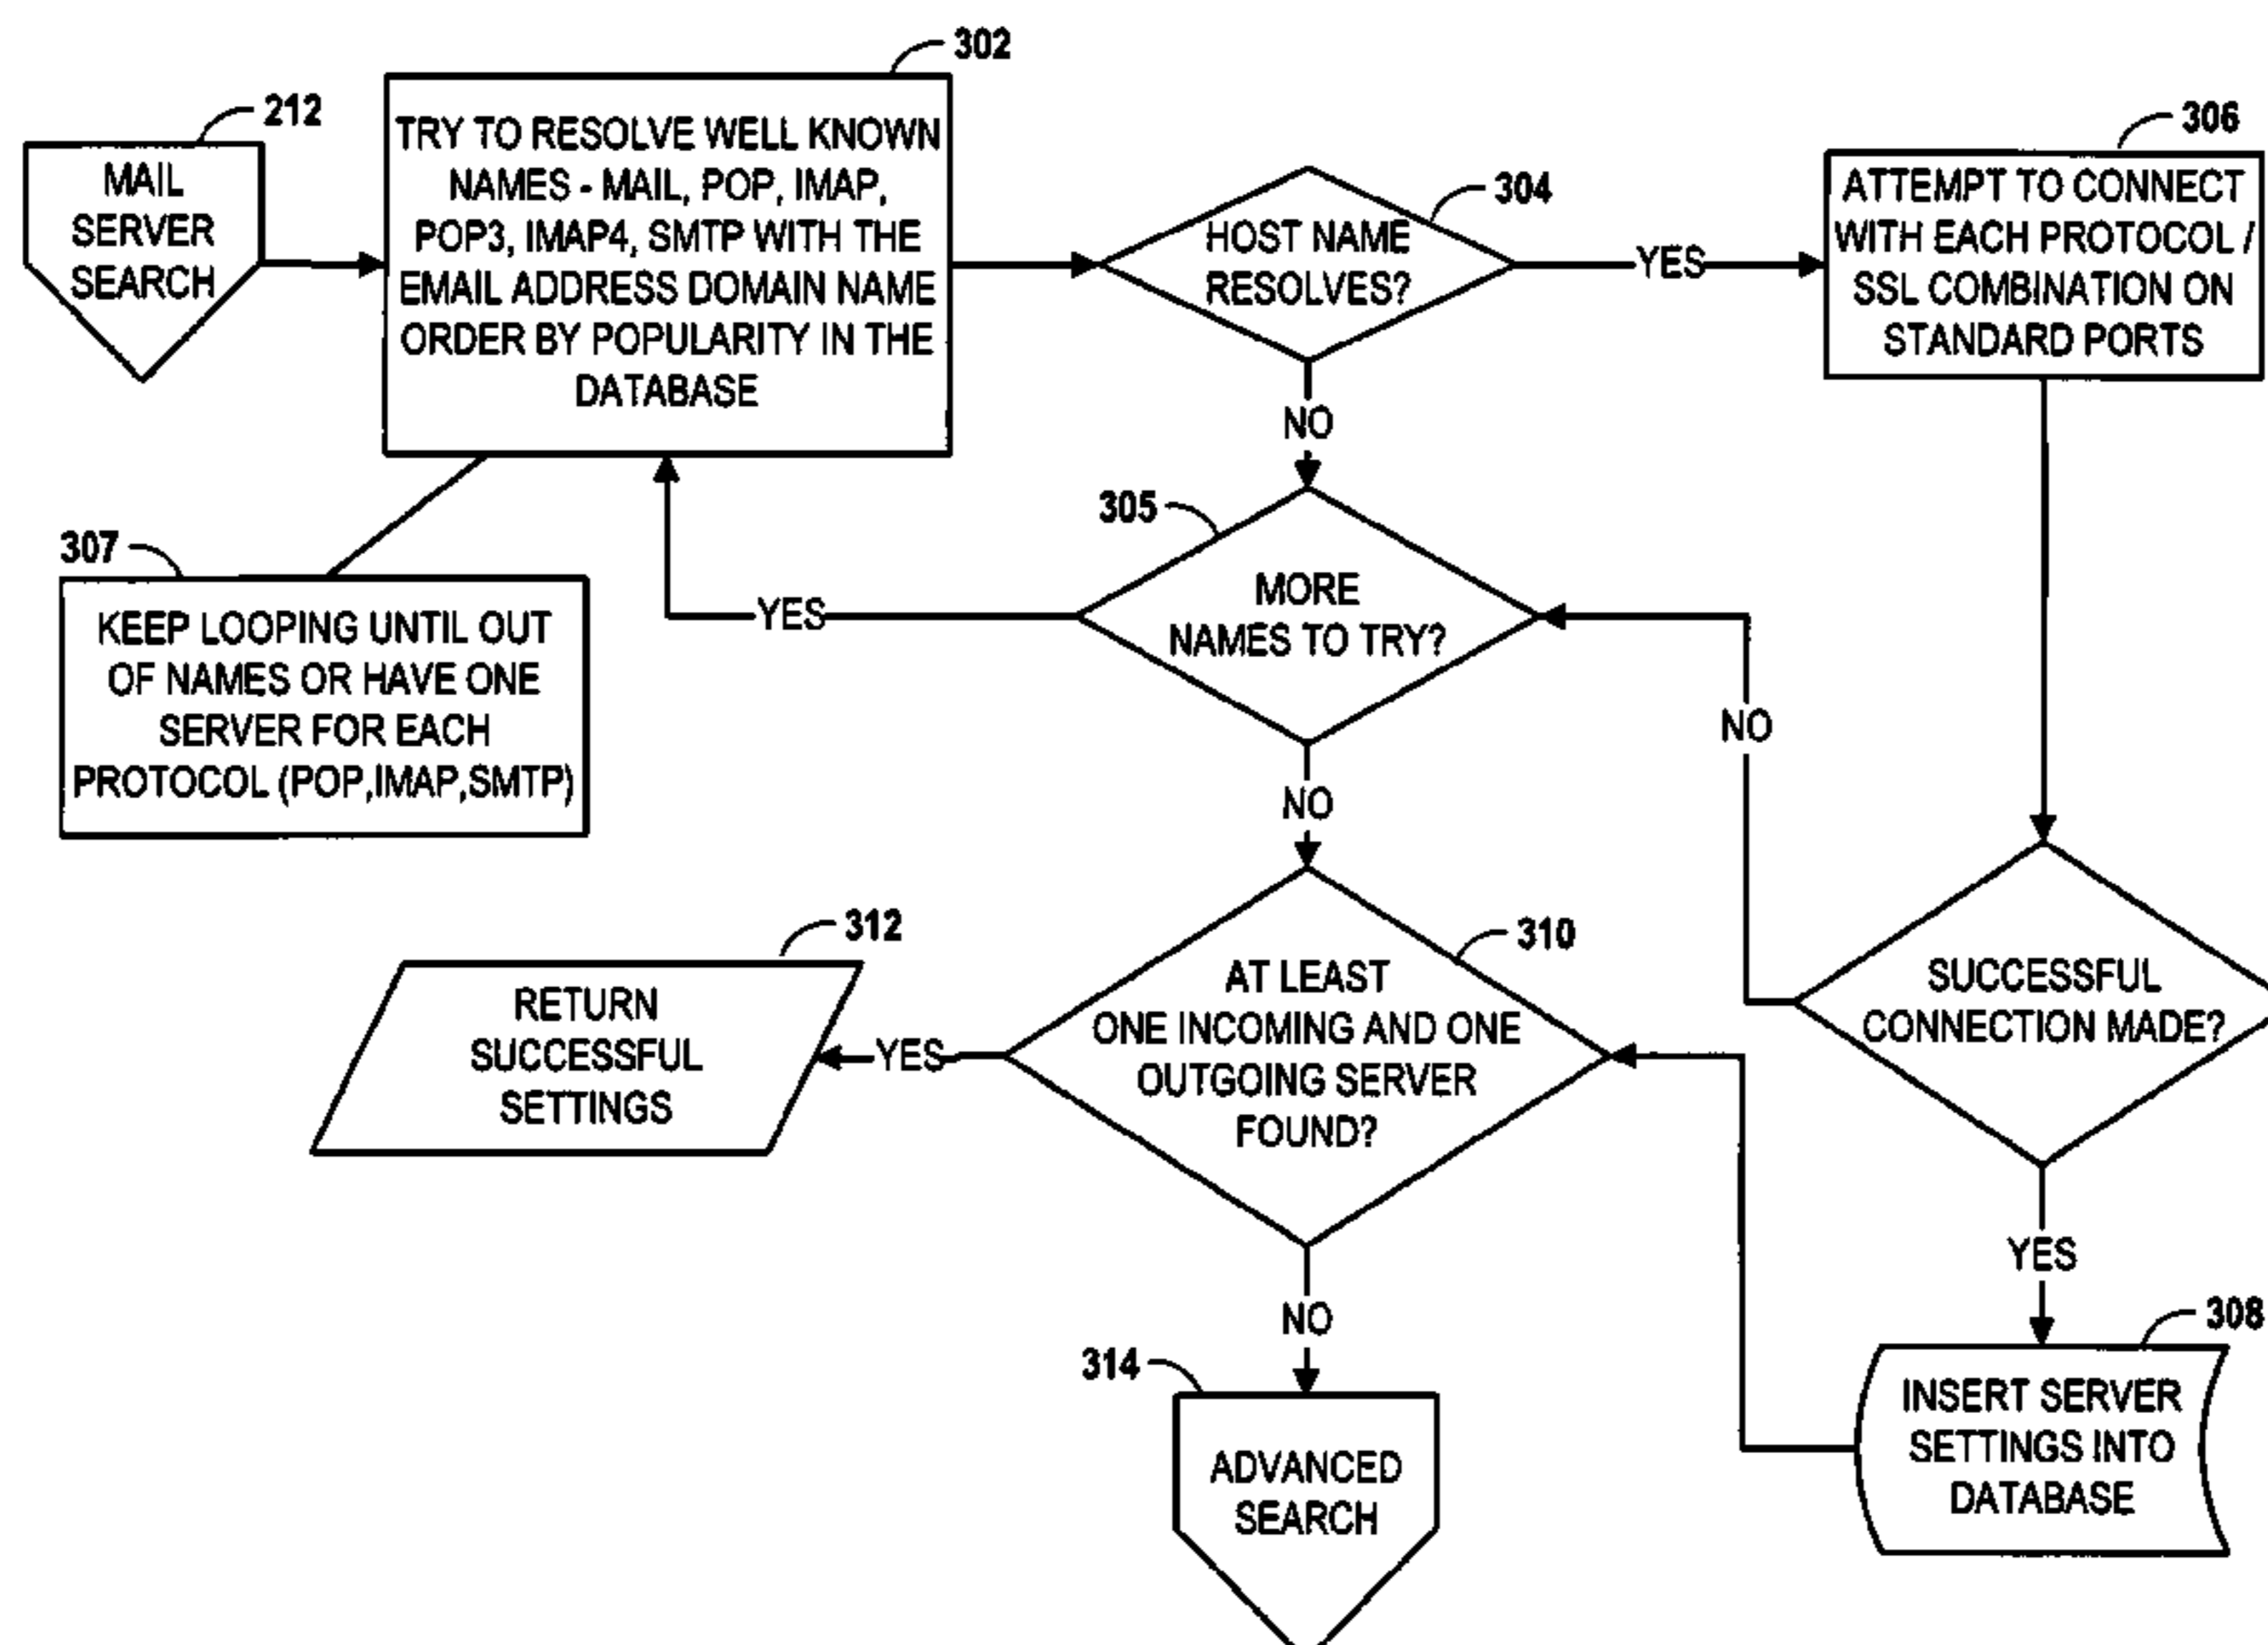 302
212
MAIL
SERVER
SEARCH
TRY TO RESOLVE WELL KNOWN
NAMES - MAIL, POP, IMAP,
POP3, IMAP4, SMTP WITH THE
EMAIL ADDRESS DOMAIN NAME
ORDER BY POPULARITY IN THE
DATABASE
304
HOST NAME
RESOLVES?
YES
306
ATTEMPT TO CONNECT
WITH EACH PROTOCOL /
SSL COMBINATION ON
STANDARD PORTS
NO
305
MORE
NAMES TO TRY?
YES
307
KEEP LOOPING UNTIL OUT
OF NAMES OR HAVE ONE
SERVER FOR EACH
PROTOCOL (POP,IMAP,SMTP)
NO
NO
312
RETURN
SUCCESSFUL
SETTINGS
YES
310
AT LEAST
ONE INCOMING AND ONE
OUTGOING SERVER
FOUND?
SUCCESSFUL
CONNECTION MADE?
YES
NO
314
ADVANCED
SEARCH
308
INSERT SERVER
SETTINGS INTO
DATABASE